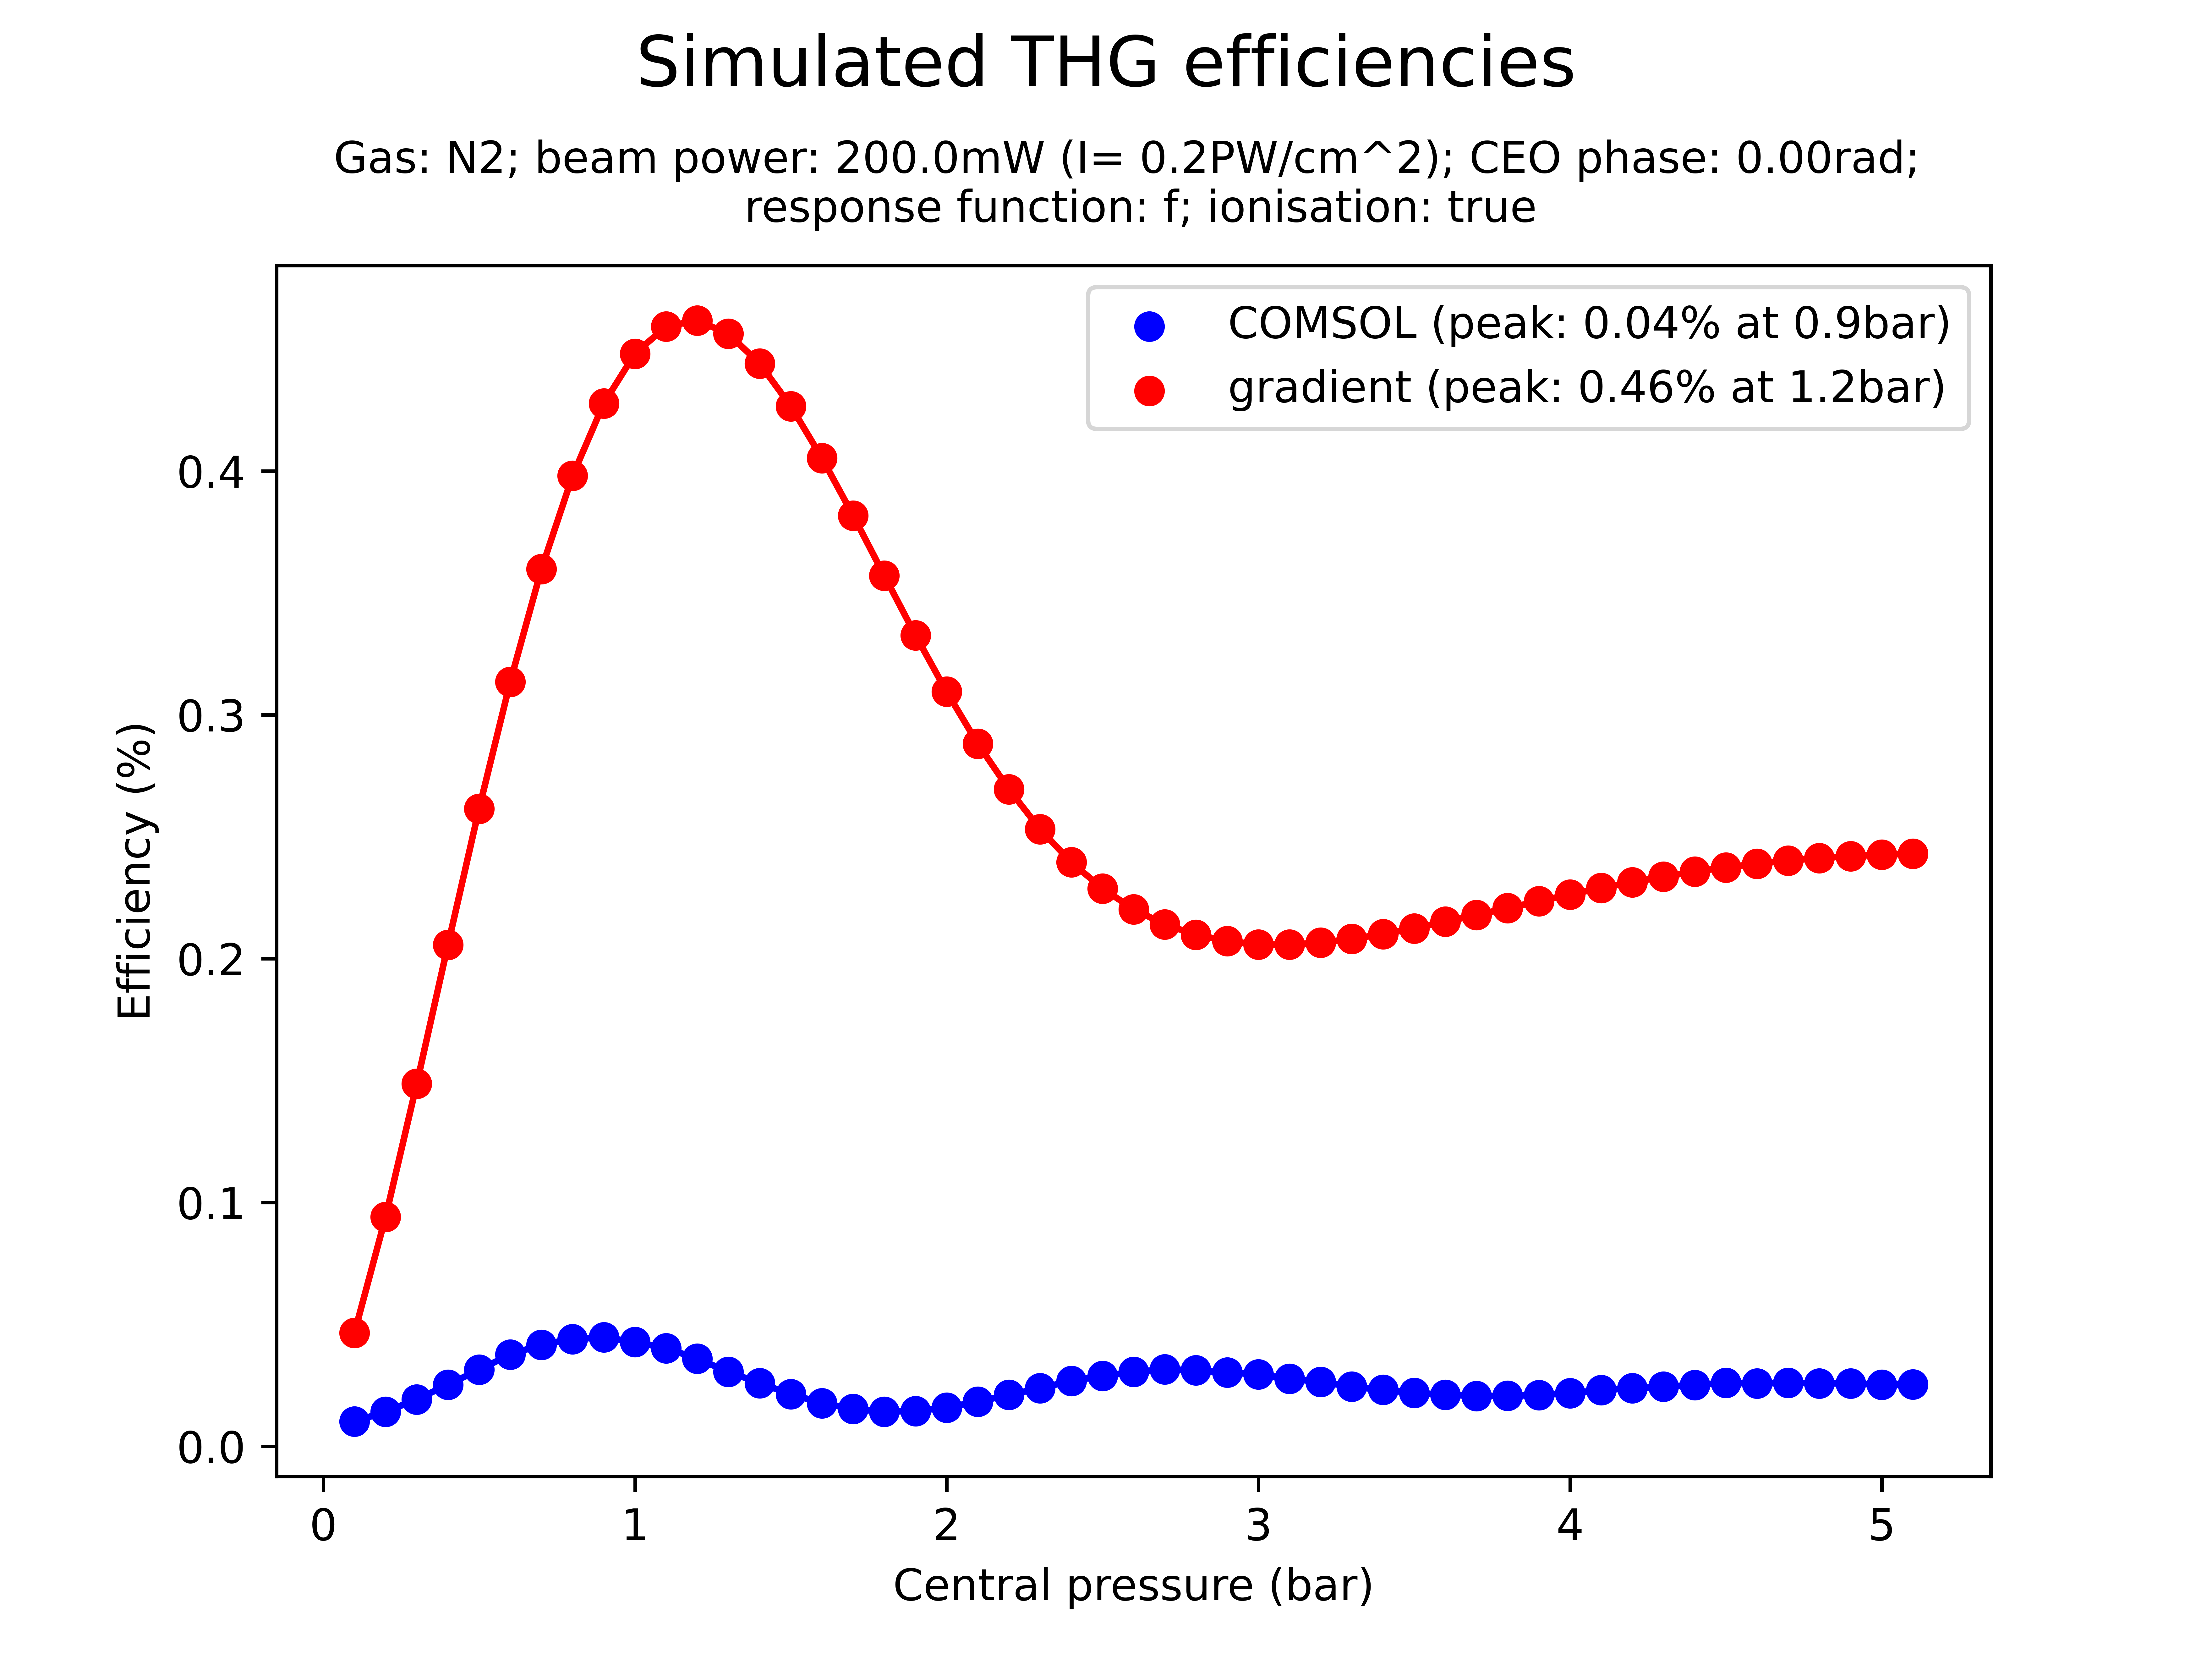 Simulated THG efficiencies
Gas: N2; beam power: 200.0mW (I= 0.2PW/cm^2); CEO phase: 0.00rad;
response function: f; ionisation: true
COMSOL (peak: 0.04% at 0.9bar)
gradient (peak: 0.46% at 1.2bar)
Efficiency (%)
0.4
0.3
0.2
0.1
0.0
0 1 2 3 4 5
Central pressure (bar)